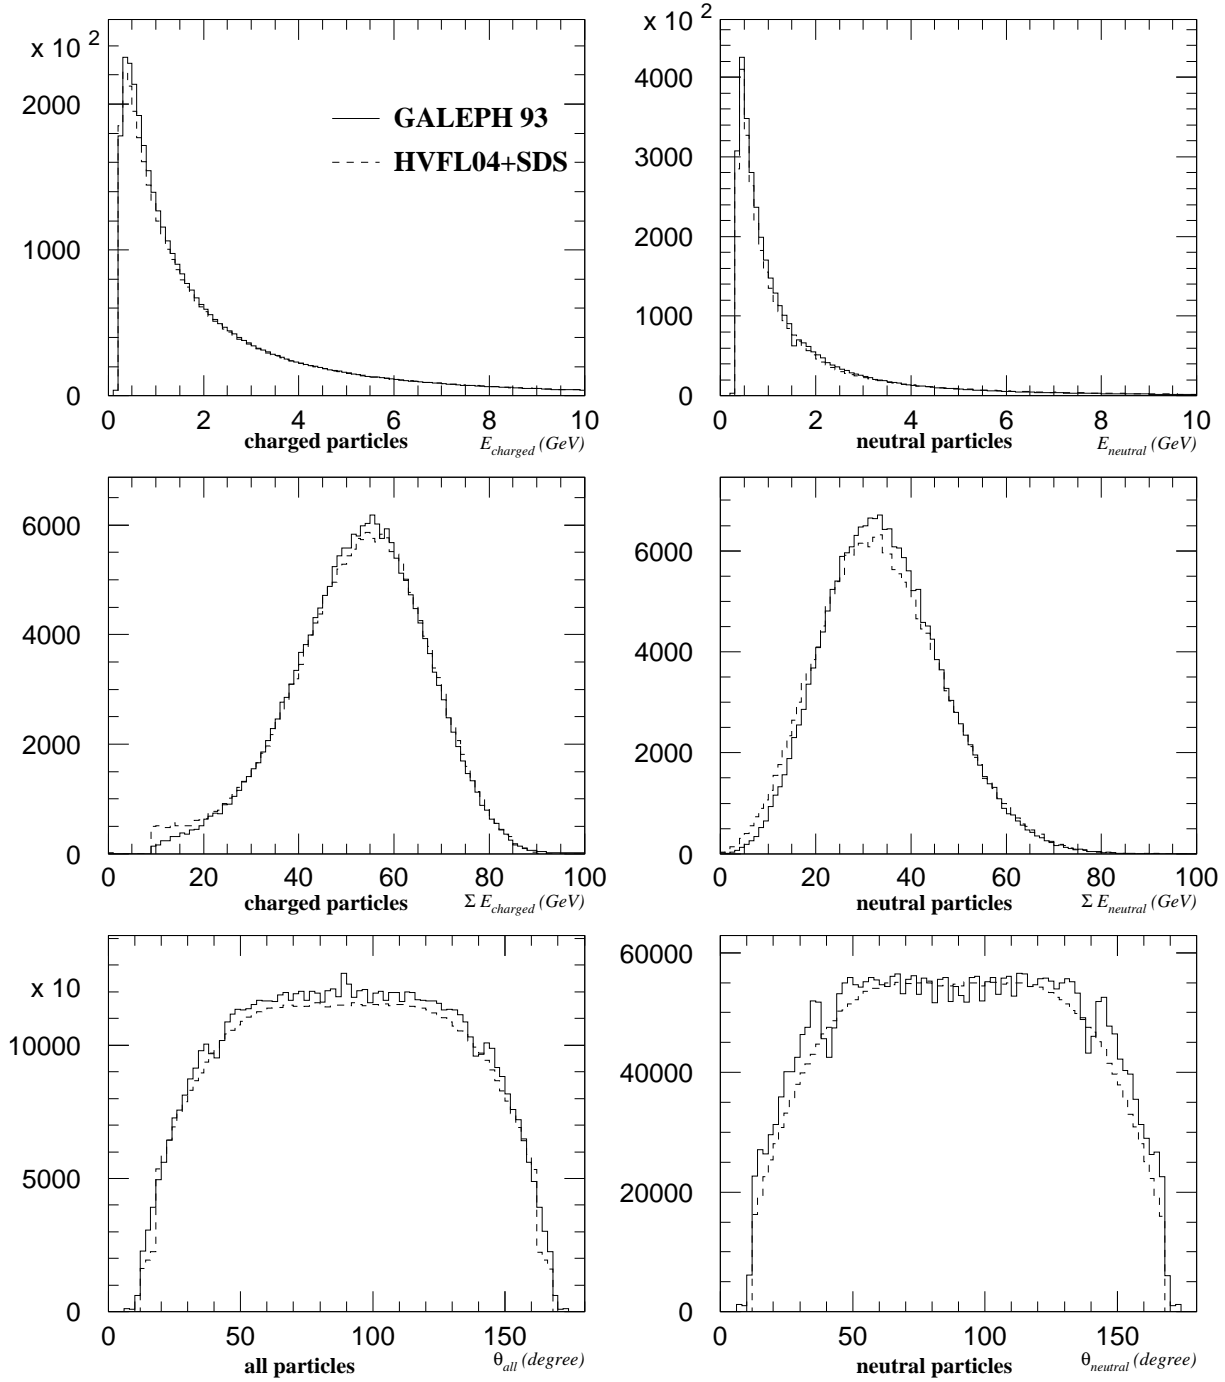 x 10 2
x 10 2
2000
1000
0
GALEPH 93
HVFL04+SDS
4000
3000
2000
1000
0
0 2 4 6 8 10
0 2 4 6 8 10
charged particles E charged (GeV)
neutral particles E neutral (GeV)
6000
4000
2000
0
6000
4000
2000
0
0 20 40 60 80 100
0 20 40 60 80 100
charged particles Σ E charged (GeV)
neutral particles Σ E neutral (GeV)
x 10
10000
5000
0
60000
40000
20000
0
0 50 100 150
0 50 100 150
all particles θ all (degree)
neutral particles θ neutral (degree)